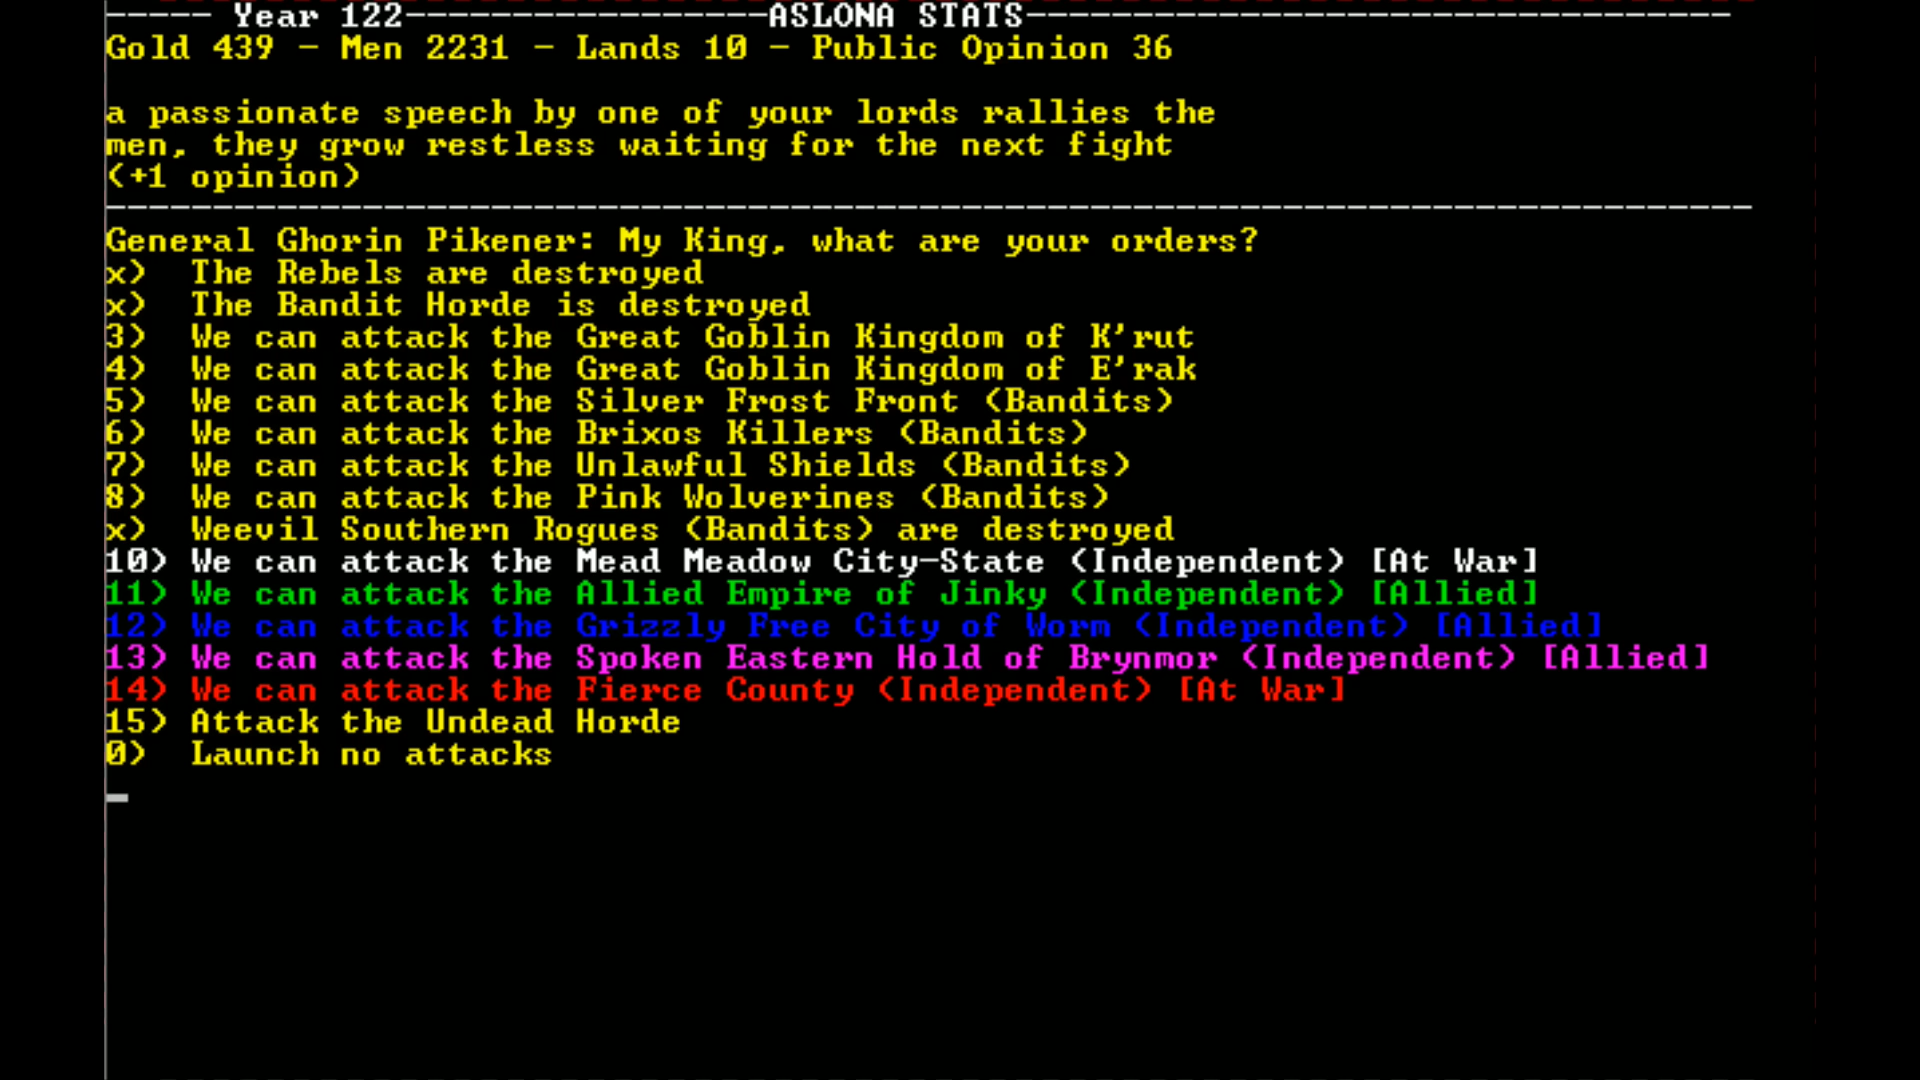 ----- Year 122-----------------ASLONA STATS---------------------------------
Gold 439 - Men 2231 - Lands 10 - Public Opinion 36
a passionate speech by one of your lords rallies the
men, they grow restless waiting for the next fight
(+1 opinion)
-----------------------------------------------------------------------------
General Ghorin Pikener: My King, what are your orders?
x) The Rebels are destroyed
x) The Bandit Horde is destroyed
3) We can attack the Great Goblin Kingdom of K'rut
4) We can attack the Great Goblin Kingdom of E'rak
5) We can attack the Silver Frost Front (Bandits)
6) We can attack the Brixos Killers (Bandits)
7) We can attack the Unlawful Shields (Bandits)
8) We can attack the Pink Wolverines (Bandits)
x) Weevil Southern Rogues (Bandits) are destroyed
10) We can attack the Mead Meadow City-State (Independent) [At War]
11) We can attack the Allied Empire of Jinky (Independent) [Allied]
12) We can attack the Grizzly Free City of Worm (Independent) [Allied]
13) We can attack the Spoken Eastern Hold of Brynmor (Independent) [Allied]
14) We can attack the Fierce County (Independent) [At War]
15) Attack the Undead Horde
0) Launch no attacks